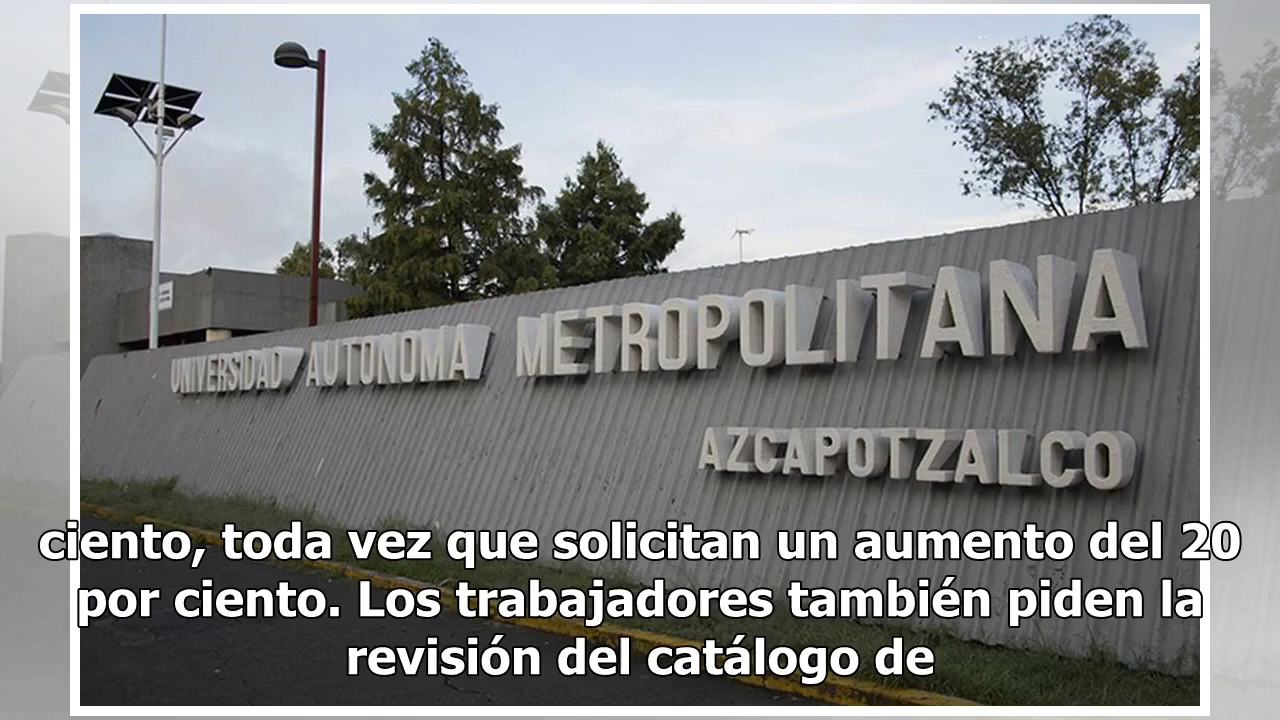 UNIVERSIDAD AUTONOMA METROPOLITANA
AZCAPOTZALCO
ciento, toda vez que solicitan un aumento del 20
por ciento. Los trabajadores también piden la
revisión del catálogo de